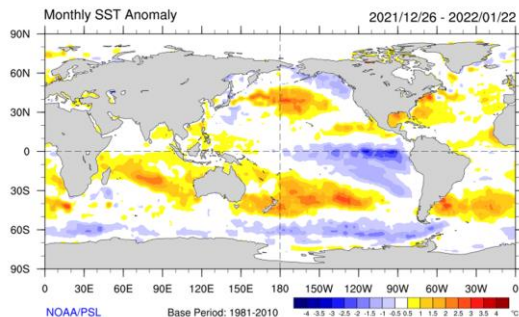 Monthly SST Anomaly 2021/12/26 - 2022/01/22
90N
60N
30N
0
30S
60S
90S
0 30E 60E 90E 120E 150E 180 150W 120W 90W 60W 30W 0
NOAA/PSL Base Period: 1981-2010
-4 -3.5 -3 -2.5 -2 -1.5 -1 -0.5 0.5 1 1.5 2 2.5 3 3.5 4 °C